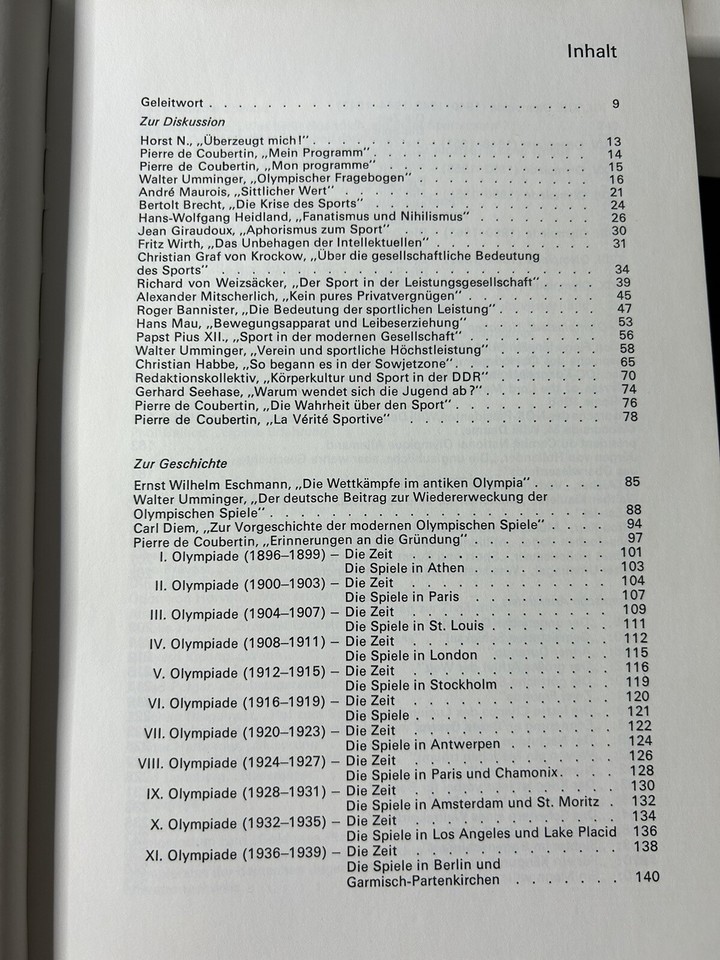 Inhalt
Geleitwort . . . . . . . . . . . . . . . . . . . . . . . . . 9
Zur Diskussion
Horst N., „Überzeugt mich!" . . . . . . . . . . . . . . . . . . 13
Pierre de Coubertin, „Mein Programm" . . . . . . . . . . . . . . 14
Pierre de Coubertin, „Mon programme" . . . . . . . . . . . . . 15
Walter Umminger, „Olympischer Fragebogen" . . . . . . . . . . . 16
André Maurois, „Sittlicher Wert" . . . . . . . . . . . . . . . . 21
Bertolt Brecht, „Die Krise des Sports" . . . . . . . . . . . . . . 24
Hans-Wolfgang Heidland, „Fanatismus und Nihilismus" . . . . . . . 26
Jean Giraudoux, „Aphorismus zum Sport" . . . . . . . . . . . . 30
Fritz Wirth, „Das Unbehagen der Intellektuellen" . . . . . . . . . . 31
Christian Graf von Krockow, „Über die gesellschaftliche Bedeutung
des Sports" . . . . . . . . . . . . . . . . . . . . . . . . 34
Richard von Weizsäcker, „Der Sport in der Leistungsgesellschaft" . . . . 39
Alexander Mitscherlich, „Kein pures Privatvergnügen" . . . . . . . . 45
Roger Bannister, „Die Bedeutung der sportlichen Leistung" . . . . . . . 47
Hans Mau, „Bewegungsapparat und Leibeserziehung" . . . . . . . . 53
Papst Pius XII., „Sport in der modernen Gesellschaft" . . . . . . . . 56
Walter Umminger, „Verein und sportliche Höchstleistung" . . . . . . . 58
Christian Habbe, „So begann es in der Sowjetzone" . . . . . . . . . 65
Redaktionskollektiv, „Körperkultur und Sport in der DDR" . . . . . . . 70
Gerhard Seehase, „Warum wendet sich die Jugend ab?" . . . . . . . . 74
Pierre de Coubertin, „Die Wahrheit über den Sport" . . . . . . . . . 76
Pierre de Coubertin, „La Vérité Sportive" . . . . . . . . . . . . 78
Zur Geschichte
Ernst Wilhelm Eschmann, „Die Wettkämpfe im antiken Olympia" . . . . . 85
Walter Umminger, „Der deutsche Beitrag zur Wiedererweckung der
Olympischen Spiele" . . . . . . . . . . . . . . . . . . . . 88
Carl Diem, „Zur Vorgeschichte der modernen Olympischen Spiele" . . . . 94
Pierre de Coubertin, „Erinnerungen an die Gründung" . . . . . . . . 97
I. Olympiade (1896–1899) – Die Zeit . . . . . . . . . . . . 101
Die Spiele in Athen . . . . . . . . . 103
II. Olympiade (1900–1903) – Die Zeit . . . . . . . . . . . . 104
Die Spiele in Paris . . . . . . . . . 107
III. Olympiade (1904–1907) – Die Zeit . . . . . . . . . . . . 109
Die Spiele in St. Louis . . . . . . . . 111
IV. Olympiade (1908–1911) – Die Zeit . . . . . . . . . . . . 112
Die Spiele in London . . . . . . . . 115
V. Olympiade (1912–1915) – Die Zeit . . . . . . . . . . . . 116
Die Spiele in Stockholm . . . . . . . 119
VI. Olympiade (1916–1919) – Die Zeit . . . . . . . . . . . . 120
Die Spiele . . . . . . . . . . . . 121
VII. Olympiade (1920–1923) – Die Zeit . . . . . . . . . . . . 122
Die Spiele in Antwerpen . . . . . . . 124
VIII. Olympiade (1924–1927) – Die Zeit . . . . . . . . . . . . 126
Die Spiele in Paris und Chamonix . . . . 128
IX. Olympiade (1928–1931) – Die Zeit . . . . . . . . . . . . 130
Die Spiele in Amsterdam und St. Moritz . 132
X. Olympiade (1932–1935) – Die Zeit . . . . . . . . . . . . 134
Die Spiele in Los Angeles und Lake Placid 136
XI. Olympiade (1936–1939) – Die Zeit . . . . . . . . . . . . 138
Die Spiele in Berlin und
Garmisch-Partenkirchen . . . . . . . 140